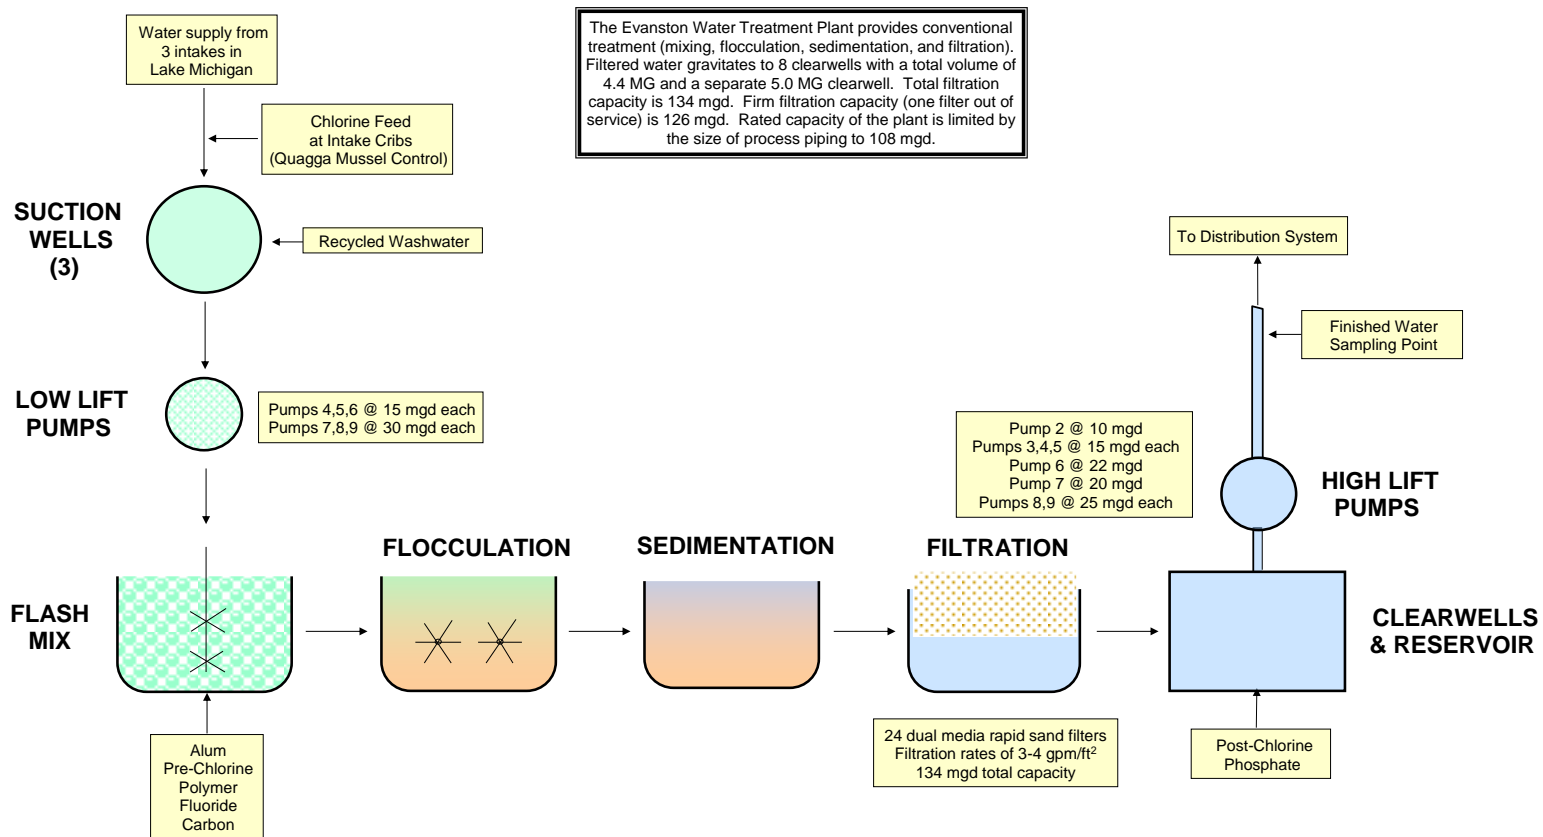 Water supply from
3 intakes in
Lake Michigan
The Evanston Water Treatment Plant provides conventional
treatment (mixing, flocculation, sedimentation, and filtration).
Filtered water gravitates to 8 clearwells with a total volume of
4.4 MG and a separate 5.0 MG clearwell.  Total filtration
capacity is 134 mgd.  Firm filtration capacity (one filter out of
service) is 126 mgd.  Rated capacity of the plant is limited by
the size of process piping to 108 mgd.
Chlorine Feed
at Intake Cribs
(Quagga Mussel Control)
SUCTION
WELLS
(3)
Recycled Washwater
To Distribution System
Finished Water
Sampling Point
LOW LIFT
PUMPS
Pumps 4,5,6 @ 15 mgd each
Pumps 7,8,9 @ 30 mgd each
Pump 2 @ 10 mgd
Pumps 3,4,5 @ 15 mgd each
Pump 6 @ 22 mgd
Pump 7 @ 20 mgd
Pumps 8,9 @ 25 mgd each
HIGH LIFT
PUMPS
FLASH
MIX
FLOCCULATION
SEDIMENTATION
FILTRATION
CLEARWELLS
& RESERVOIR
Alum
Pre-Chlorine
Polymer
Fluoride
Carbon
24 dual media rapid sand filters
Filtration rates of 3-4 gpm/ft²
134 mgd total capacity
Post-Chlorine
Phosphate